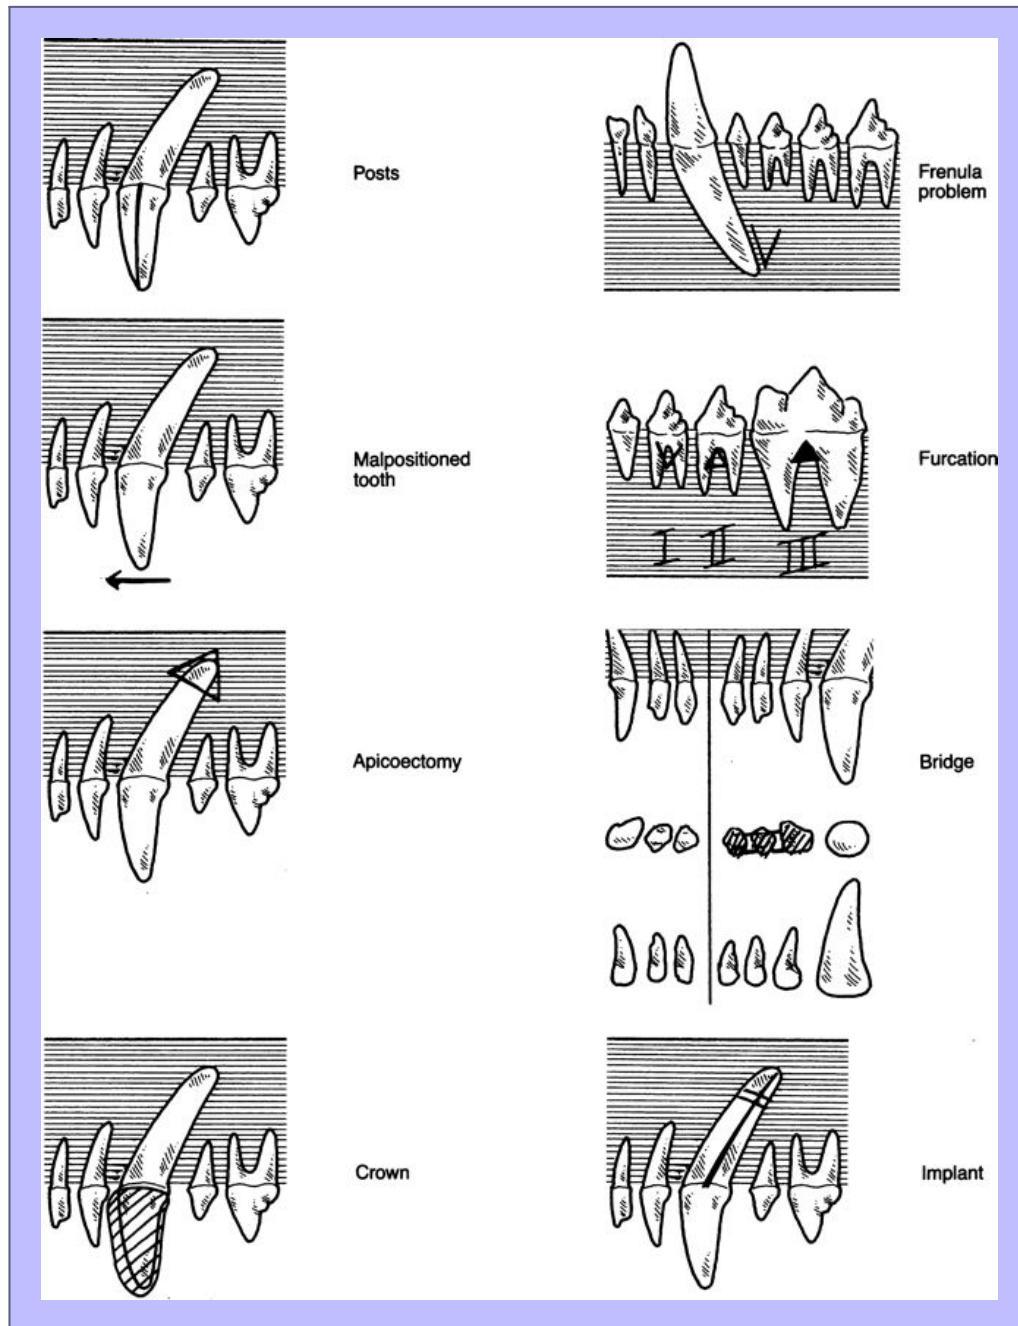 Posts
Frenula
problem
Malpositioned
tooth
Furcation
I II III
Apicoectomy
Bridge
Crown
Implant